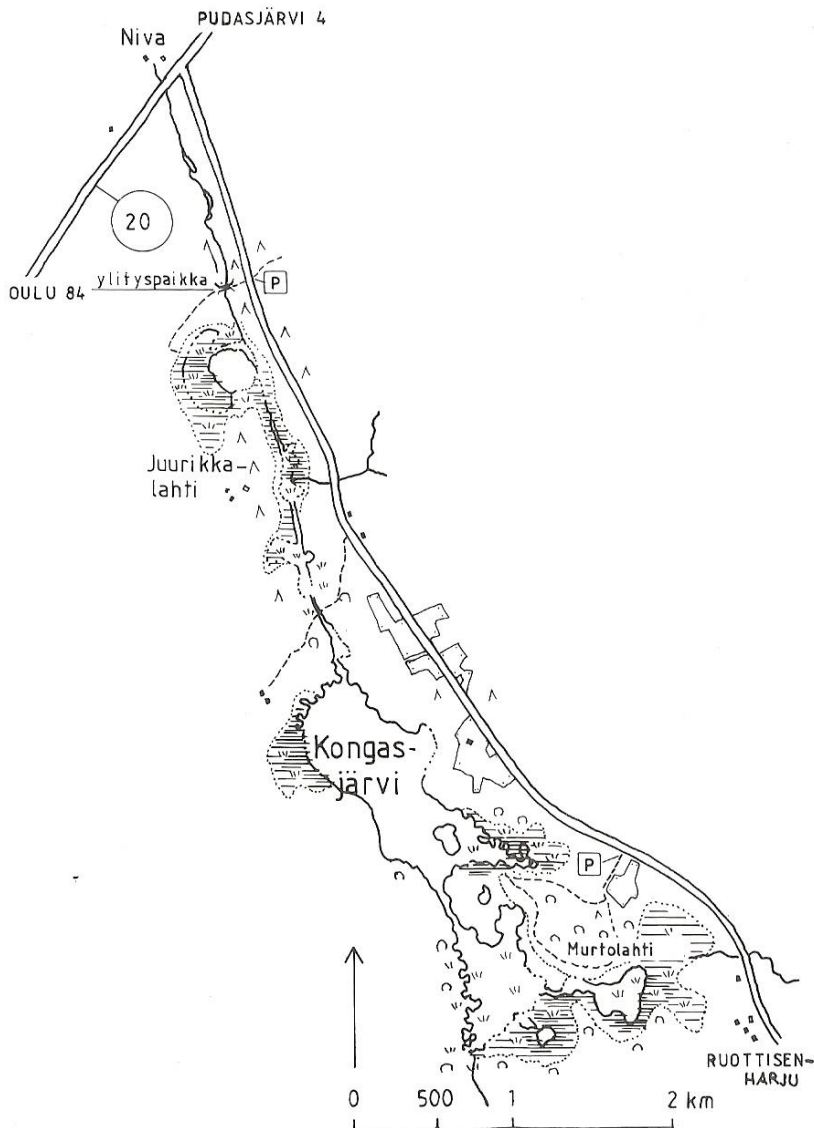 PUDASJÄRVI 4
Niva
20
OULU 84
ylityspaikka
P
Juurikka-
lahti
Kongas-
järvi
P
Murtolahti
RUOTTISEN-
HARJU
0 500 1 2 km